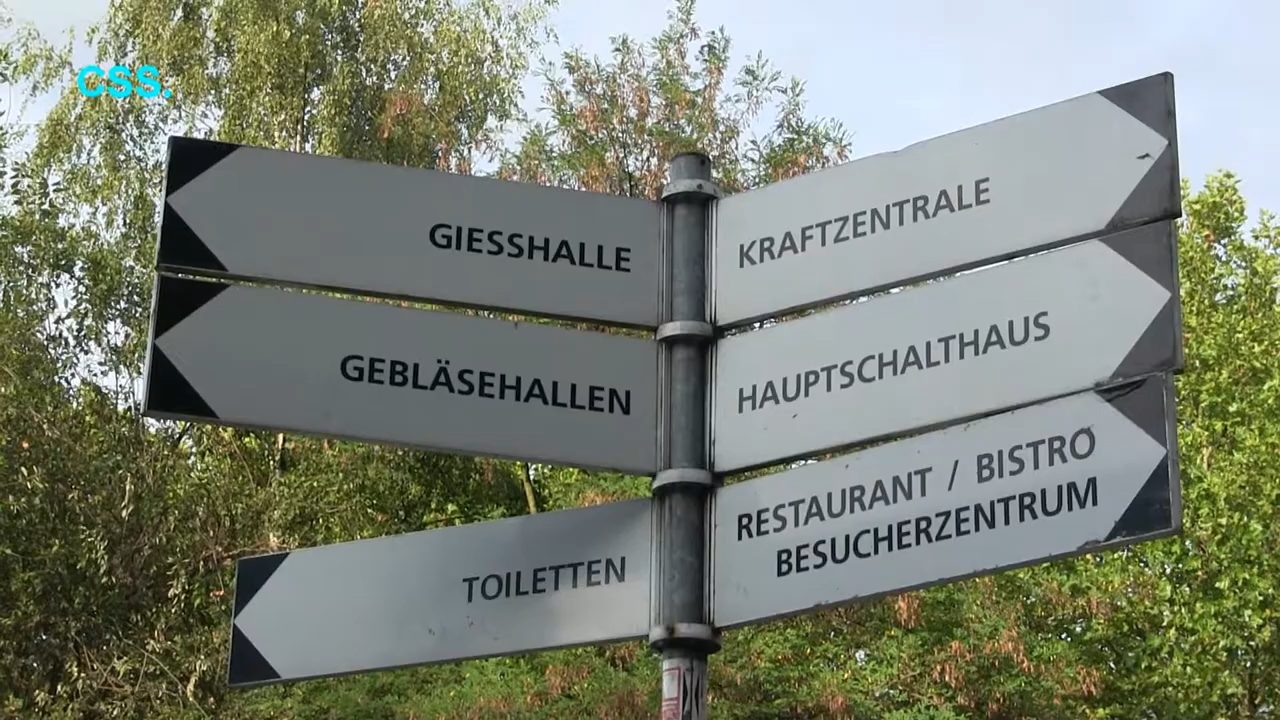 CSS.
GIESSHALLE
GEBLÄSEHALLEN
TOILETTEN
KRAFTZENTRALE
HAUPTSCHALTHAUS
RESTAURANT / BISTRO
BESUCHERZENTRUM